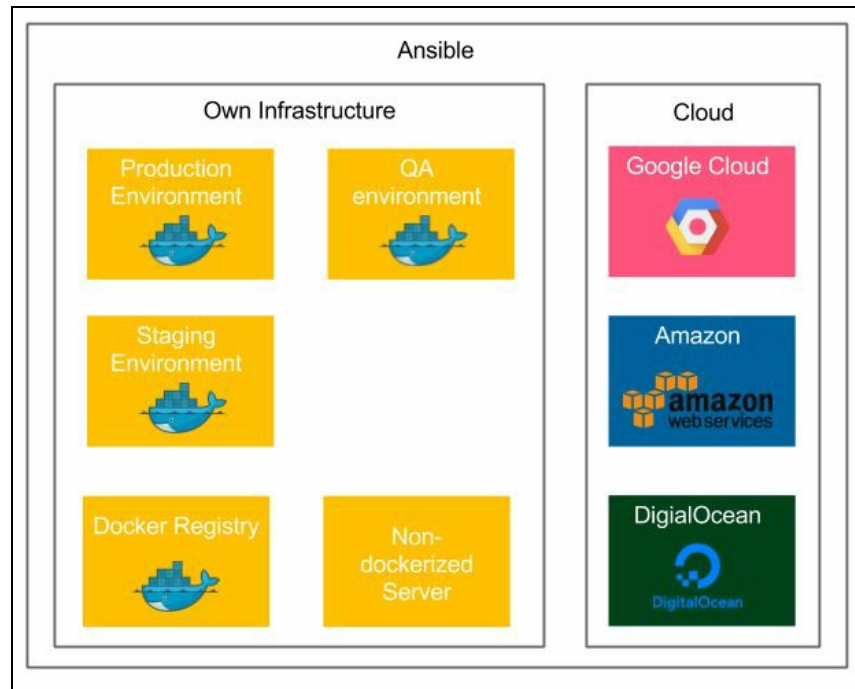 Ansible
Own Infrastructure
Production
Environment
QA
environment
Staging
Environment
Docker Registry
Non-
dockerized
Server
Cloud
Google Cloud
Amazon
amazon
webservices
DigialOcean
DigitalOcean